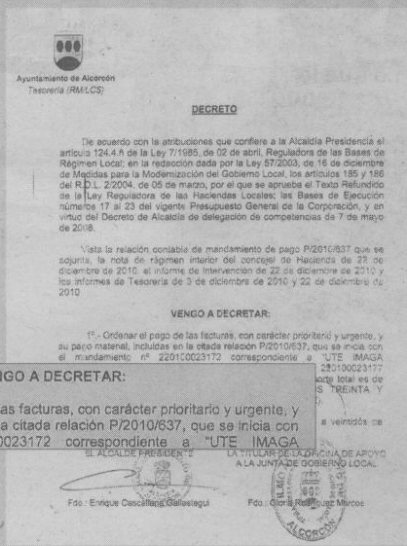 Ayuntamiento de Alcorcón
Tesorería (RM/LCS)
DECRETO
De acuerdo con la atribuciones que confiere a la Alcaldía Presidencia el
artículo 124.4.ñ de la Ley 7/1985, de 02 de abril, Reguladora de las Bases de
Régimen Local; en la redacción dada por la Ley 57/2003, de 16 de diciembre
de Medidas para la Modernización del Gobierno Local, los artículos 185 y 186
del R.D.L. 2/2004, de 05 de marzo, por el que se aprueba el Texto Refundido
de la Ley Reguladora de las Haciendas Locales; las Bases de Ejecución
números 17 al 23 del vigente Presupuesto General de la Corporación, y en
virtud del Decreto de Alcaldía de delegación de competencias de 7 de mayo
de 2008.
Vista la relación contable de mandamiento de pago P/2010/637 que se
adjunta, la nota de régimen interior del concejal de Hacienda de 22 de
diciembre de 2010, el informe de Intervención de 22 de diciembre de 2010 y
los informes de Tesorería de 3 de diciembre de 2010 y 22 de diciembre de
2010
VENGO A DECRETAR:
1º.- Ordenar el pago de las facturas, con carácter prioritario y urgente, y
su pago material, incluidas en la citada relación P/2010/637, que se inicia con
el mandamiento nº 220100023172 correspondiente a "UTE IMAGA
220100023177
importe total es de
S TREINTA Y
NGO A DECRETAR:
as facturas, con carácter prioritario y urgente, y
a citada relación P/2010/637, que se inicia con
0023172 correspondiente a "UTE IMAGA
a veintidós de
EL ALCALDE PRESIDENTE
LA TITULAR DE LA OFICINA DE APOYO
A LA JUNTA DE GOBIERNO LOCAL
Fdo.: Enrique Cascallana Gallastegui
Fdo.: Gloria Rodríguez Marcos
ALCORCÓN